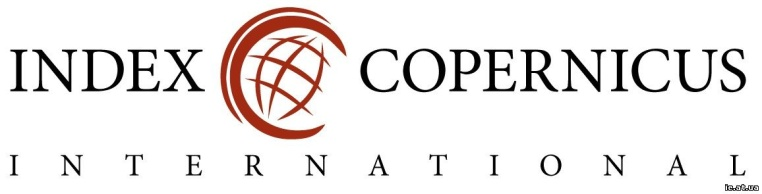 INDEX COPERNICUS
INTERNATIONAL
ic.at.ua